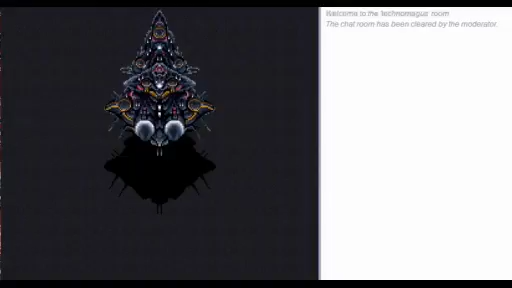 Welcome to the 'technomagus' room
The chat room has been cleared by the moderator.